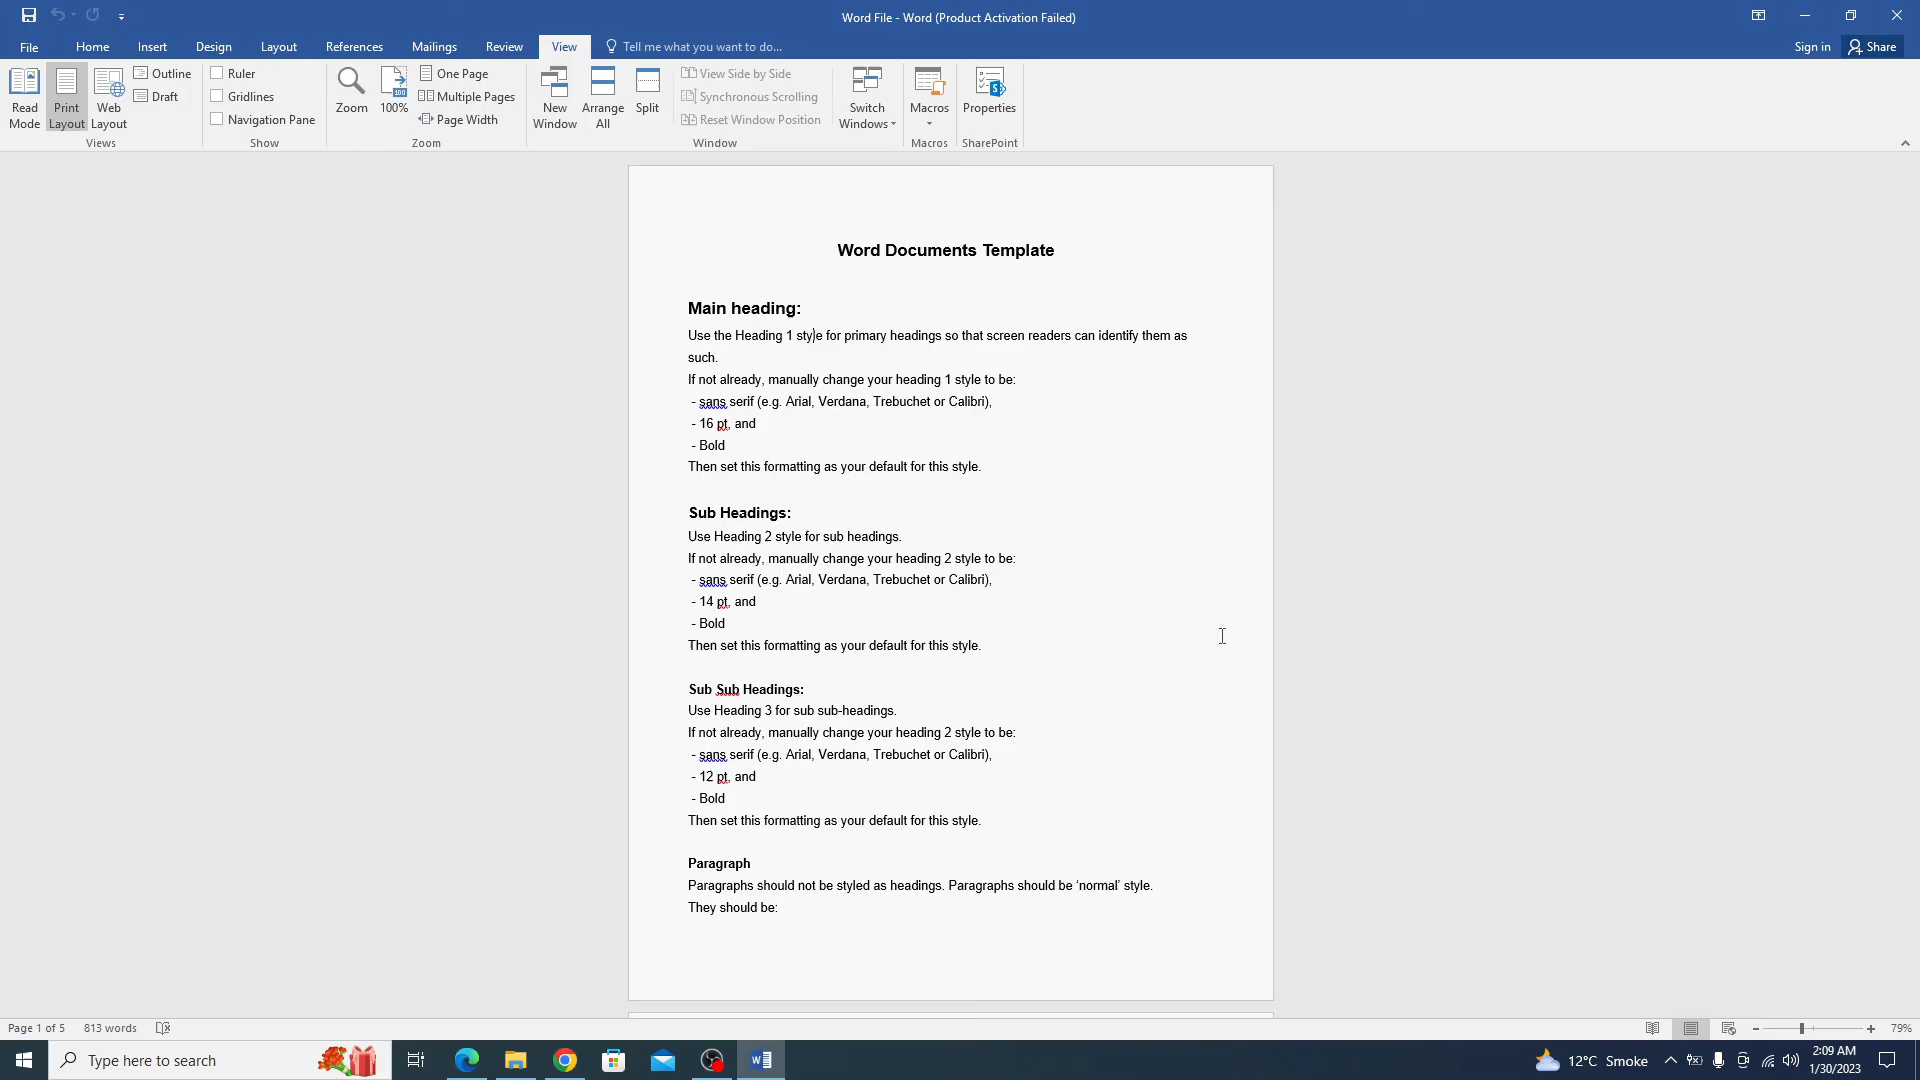 Word File - Word (Product Activation Failed)
File Home Insert Design Layout References Mailings Review View Tell me what you want to do... Sign in Share
Read Mode
Print Layout
Web Layout
Outline
Draft
Views
Ruler
Gridlines
Navigation Pane
Show
Zoom
100
100%
One Page
Multiple Pages
Page Width
Zoom
New Window
Arrange All
Split
View Side by Side
Synchronous Scrolling
Reset Window Position
Window
Switch Windows
Macros
Macros
Properties
SharePoint
Word Documents Template
Main heading:
Use the Heading 1 style for primary headings so that screen readers can identify them as
such.
If not already, manually change your heading 1 style to be:
- sans serif (e.g. Arial, Verdana, Trebuchet or Calibri),
- 16 pt, and
- Bold
Then set this formatting as your default for this style.
Sub Headings:
Use Heading 2 style for sub headings.
If not already, manually change your heading 2 style to be:
- sans serif (e.g. Arial, Verdana, Trebuchet or Calibri),
- 14 pt, and
- Bold
Then set this formatting as your default for this style.
Sub Sub Headings:
Use Heading 3 for sub sub-headings.
If not already, manually change your heading 2 style to be:
- sans serif (e.g. Arial, Verdana, Trebuchet or Calibri),
- 12 pt, and
- Bold
Then set this formatting as your default for this style.
Paragraph
Paragraphs should not be styled as headings. Paragraphs should be ‘normal’ style.
They should be:
Page 1 of 5 813 words 79%
Type here to search
12°C Smoke
2:09 AM
1/30/2023